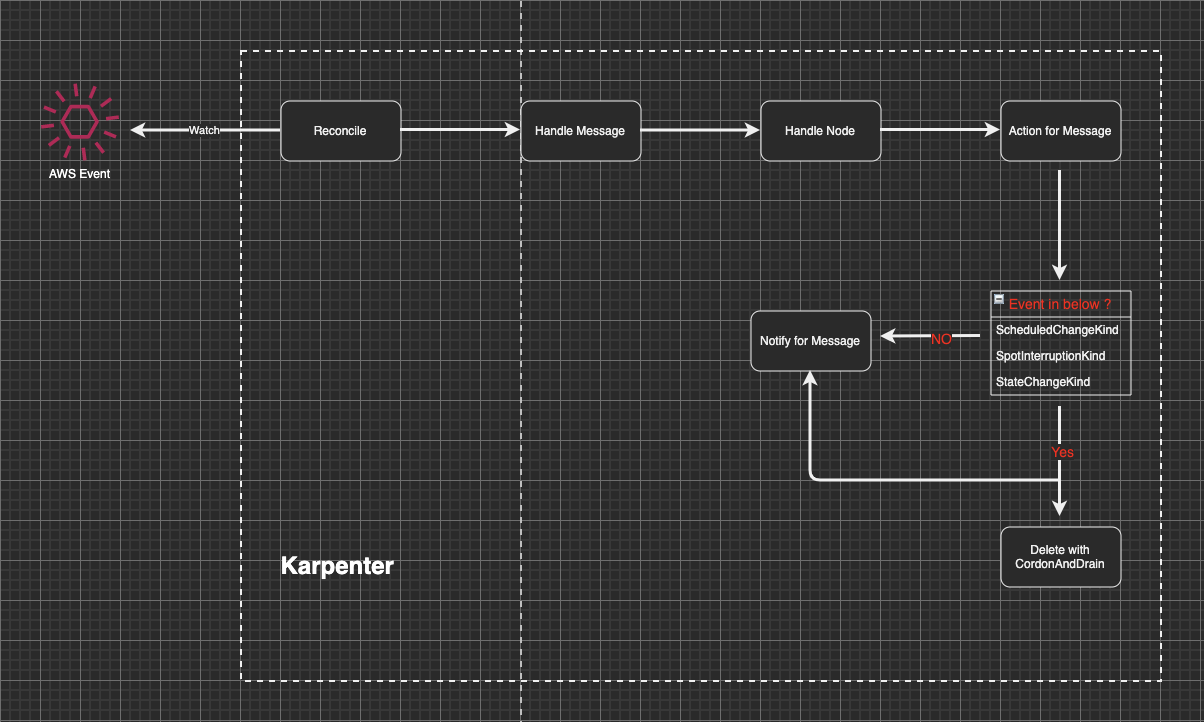 Watch
Reconcile
Handle Message
Handle Node
Action for Message
AWS Event
Event in below ?
ScheduledChangeKind
SpotInterruptionKind
StateChangeKind
NO
Notify for Message
Yes
Delete with
CordonAndDrain
Karpenter